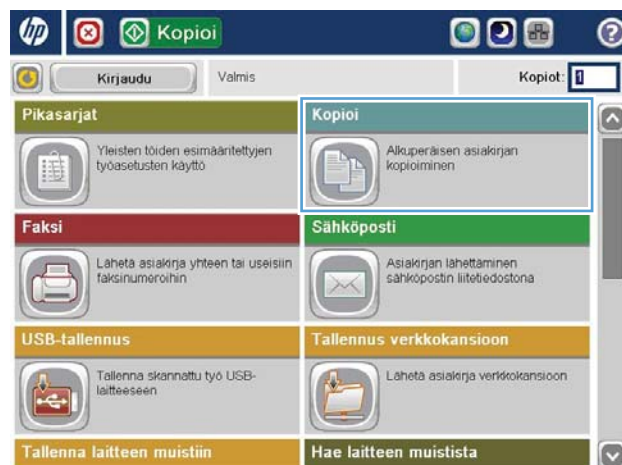 hp
Kopioi
?
Kirjaudu
Valmis
Kopiot: 1
Pikasarjat
Yleisten töiden esimääritettyjen
työasetusten käyttö
Kopioi
Alkuperäisen asiakirjan
kopioiminen
Faksi
Lähetä asiakirja yhteen tai useisiin
faksinumeroihin
Sähköposti
Asiakirjan lähettäminen
sähköpostin liitetiedostona
USB-tallennus
Tallenna skannattu työ USB-
laitteeseen
Tallennus verkkokansioon
Lähetä asiakirja verkkokansioon
Tallenna laitteen muistiin
Hae laitteen muistista